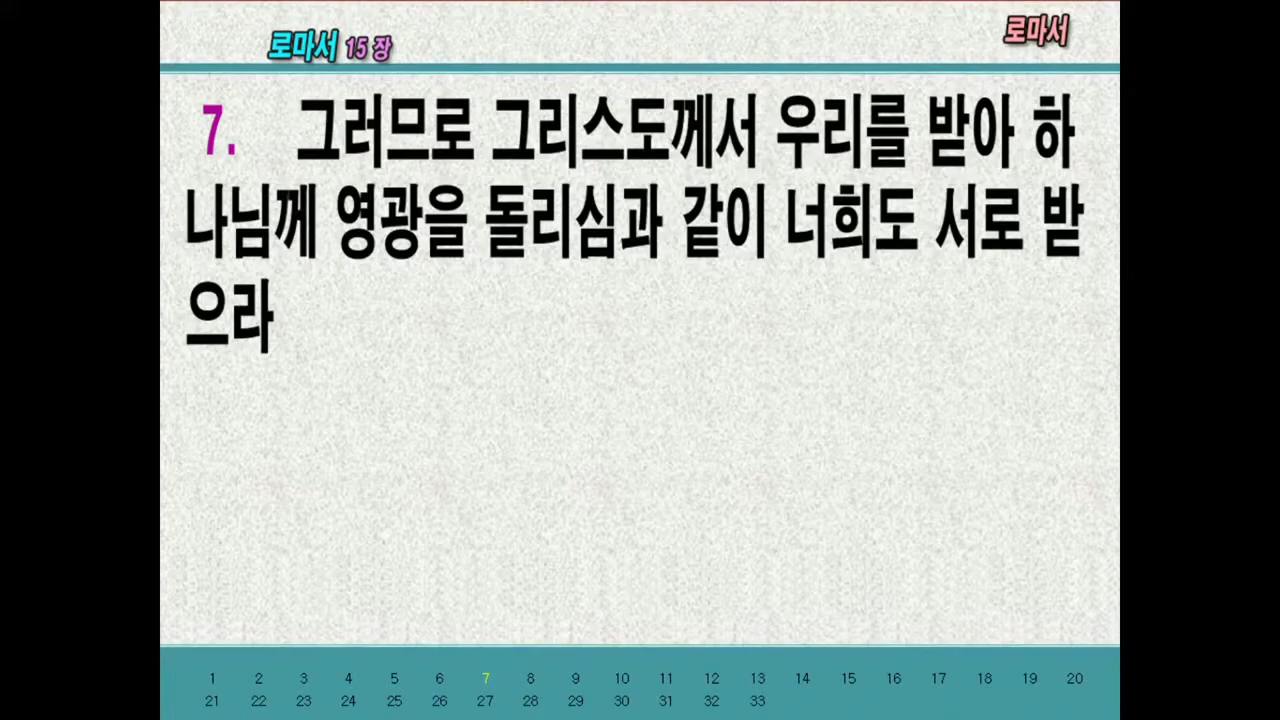 로마서 15 장
로마서
7. 그러므로 그리스도께서 우리를 받아 하
나님께 영광을 돌리심과 같이 너희도 서로 받
으라
1 2 3 4 5 6 7 8 9 10 11 12 13 14 15 16 17 18 19 20
21 22 23 24 25 26 27 28 29 30 31 32 33